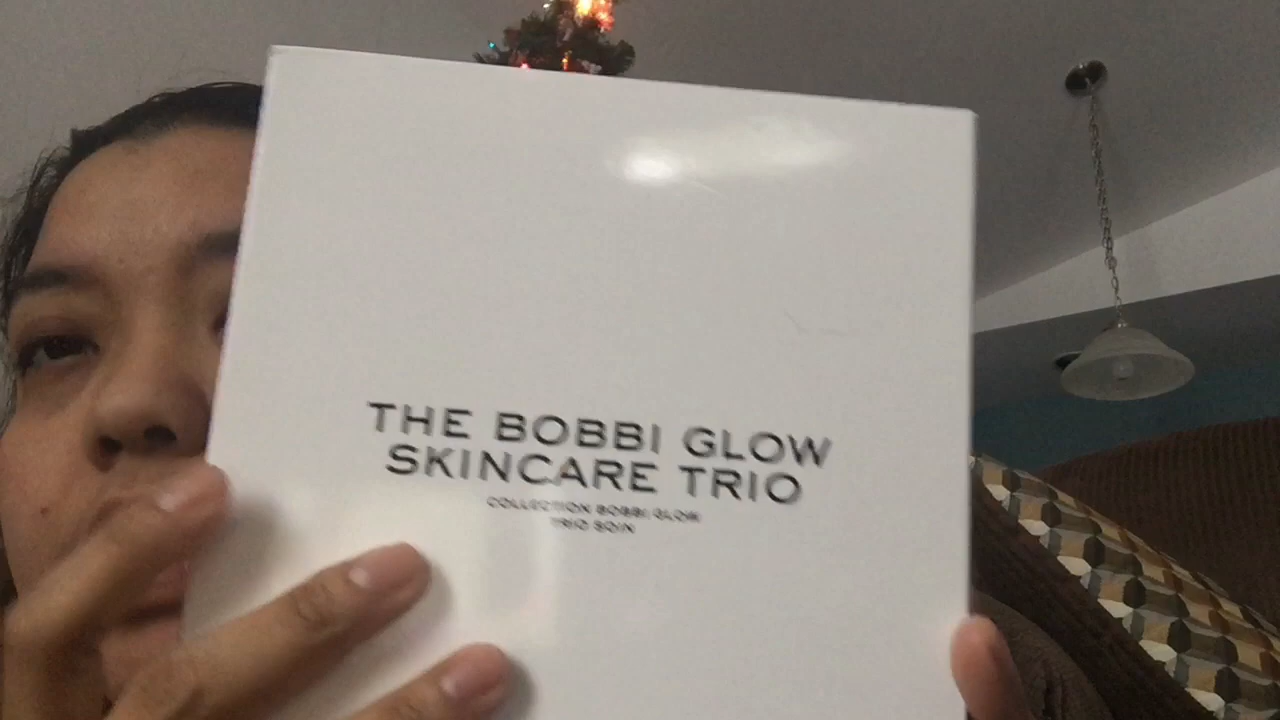 THE BOBBI GLOW
SKINCARE TRIO
COLLECTION BOBBI GLOW
TRIO SOIN